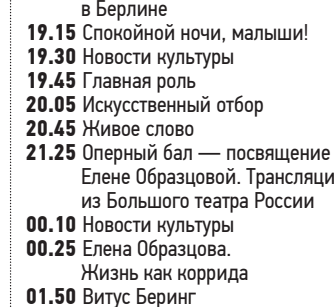 в Берлине
19.15 Спокойной ночи, малыши!
19.30 Новости культуры
19.45 Главная роль
20.05 Искусственный отбор
20.45 Живое слово
21.25 Оперный бал — посвящение
Елене Образцовой. Трансляци
из Большого театра России
00.10 Новости культуры
00.25 Елена Образцова.
Жизнь как коррида
01.50 Витус Беринг